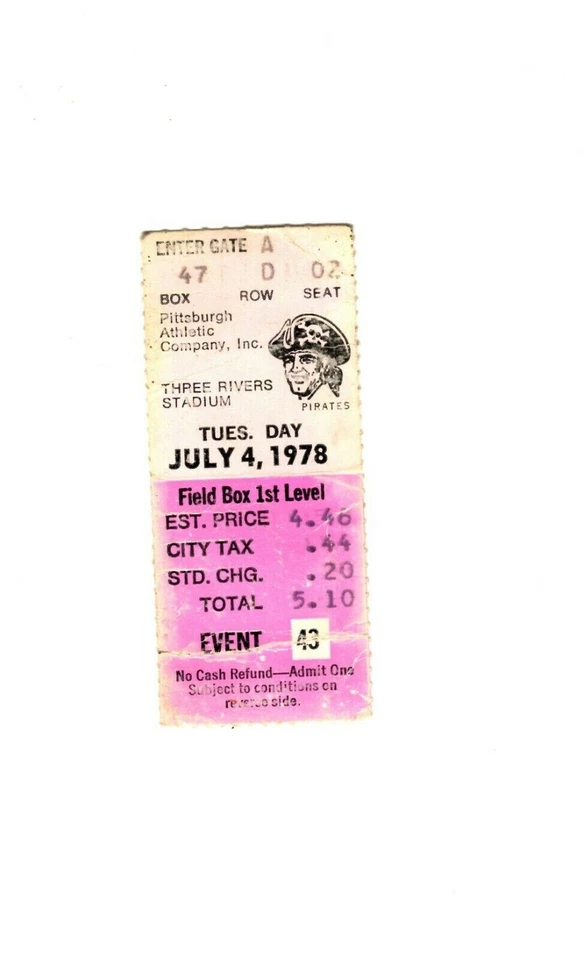 ENTER GATE A
47 D 02
BOX ROW SEAT
Pittsburgh
Athletic
Company, Inc.
THREE RIVERS
STADIUM
PIRATES
TUES. DAY
JULY 4, 1978
Field Box 1st Level
EST. PRICE 4.46
CITY TAX .44
STD. CHG. .20
TOTAL 5.10
EVENT 43
No Cash Refund—Admit One
Subject to conditions on
reverse side.